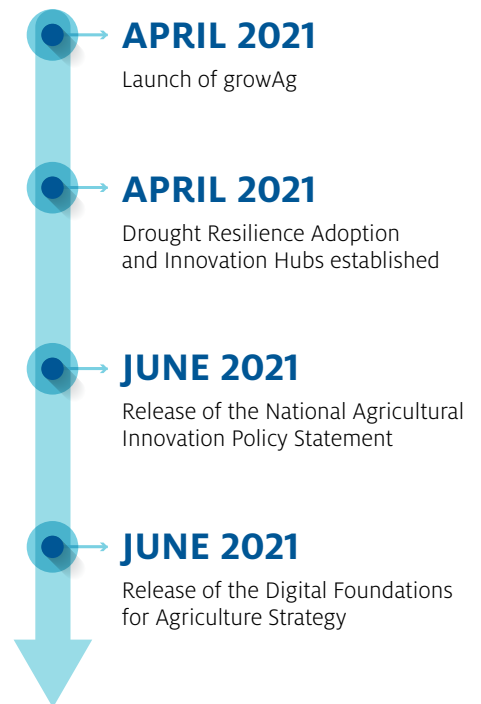 APRIL 2021
Launch of growAg
APRIL 2021
Drought Resilience Adoption
and Innovation Hubs established
JUNE 2021
Release of the National Agricultural
Innovation Policy Statement
JUNE 2021
Release of the Digital Foundations
for Agriculture Strategy